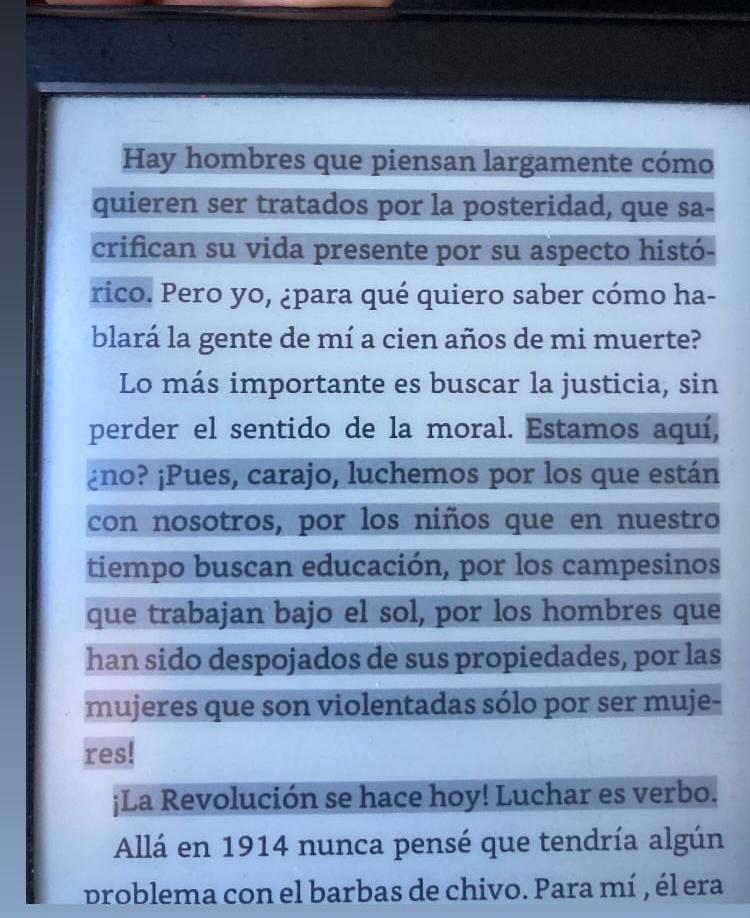 Hay hombres que piensan largamente cómo
quieren ser tratados por la posteridad, que sa-
crifican su vida presente por su aspecto histó-
rico. Pero yo, ¿para qué quiero saber cómo ha-
blará la gente de mí a cien años de mi muerte?
Lo más importante es buscar la justicia, sin
perder el sentido de la moral. Estamos aquí,
¿no? ¡Pues, carajo, luchemos por los que están
con nosotros, por los niños que en nuestro
tiempo buscan educación, por los campesinos
que trabajan bajo el sol, por los hombres que
han sido despojados de sus propiedades, por las
mujeres que son violentadas sólo por ser muje-
res!
¡La Revolución se hace hoy! Luchar es verbo.
Allá en 1914 nunca pensé que tendría algún
problema con el barbas de chivo. Para mí , él era